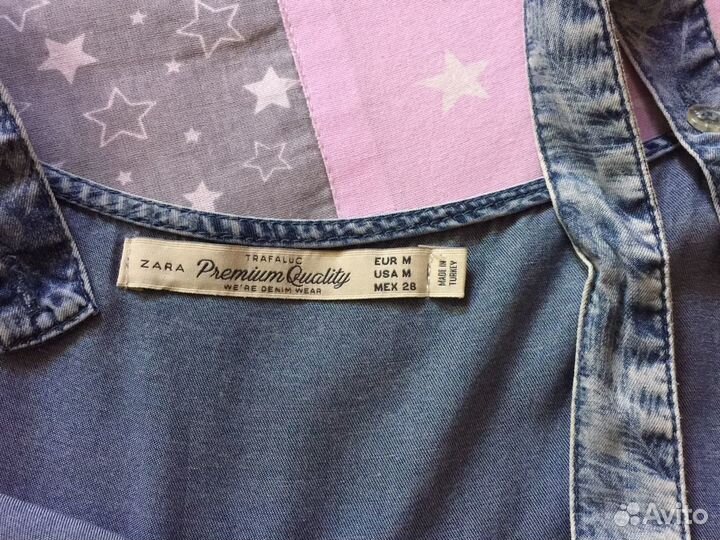 ZARA
TRAFALUC
Premium Quality
WE'RE DENIM WEAR
EUR M
USA M
MEX 28
MADE IN
TURKEY
Avito